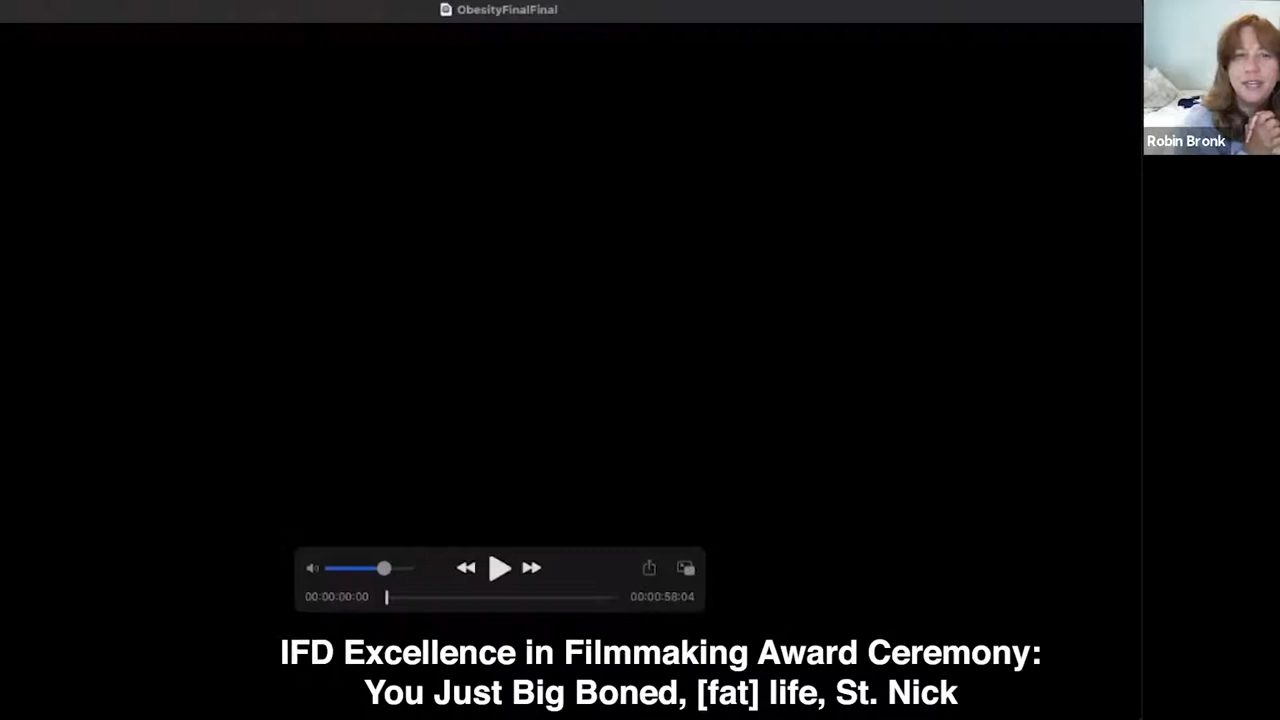 ObesityFinalFinal
Robin Bronk
00:00:00:00
00:00:58:04
IFD Excellence in Filmmaking Award Ceremony:
You Just Big Boned, [fat] life, St. Nick